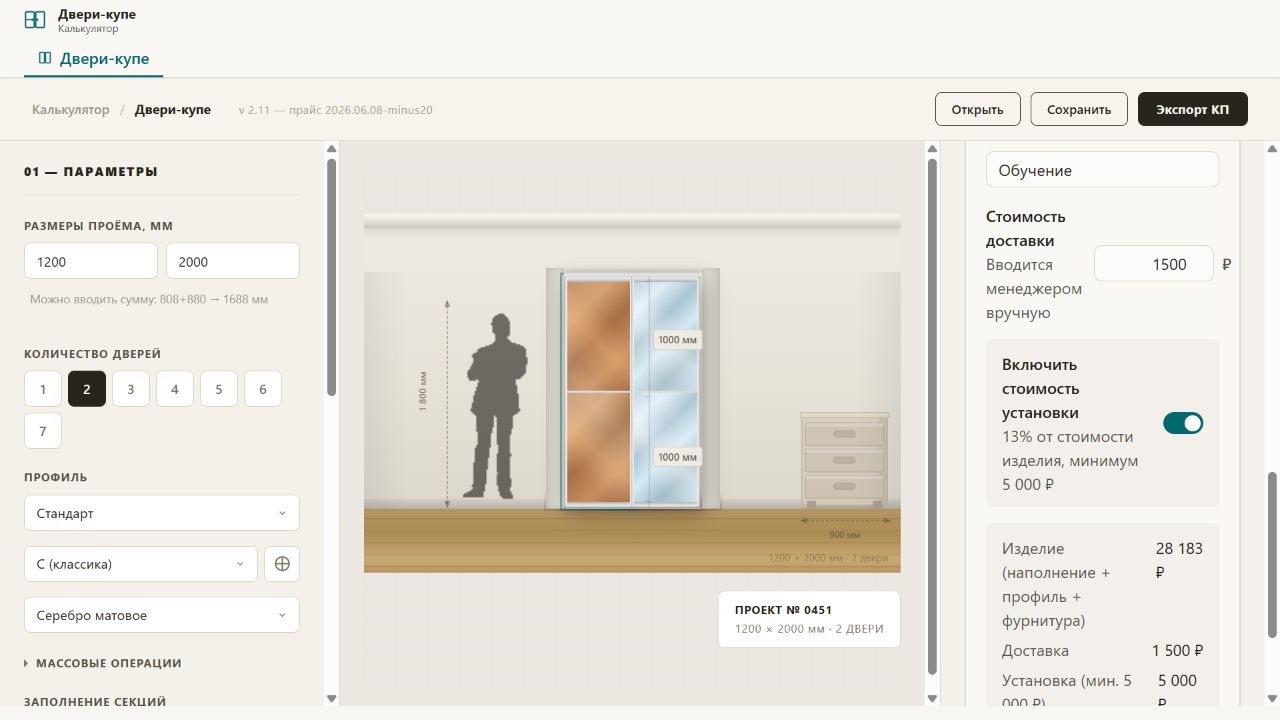 Двери-купе
Калькулятор
Двери-купе
Калькулятор / Двери-купе
v 2.11 — прайс 2026.06.08-minus20
Открыть
Сохранить
Экспорт КП
01 — ПАРАМЕТРЫ
РАЗМЕРЫ ПРОЁМА, ММ
1200
2000
Можно вводить сумму: 808+880 → 1688 мм
КОЛИЧЕСТВО ДВЕРЕЙ
1 2 3 4 5 6
7
ПРОФИЛЬ
Стандарт
С (классика)
Серебро матовое
МАССОВЫЕ ОПЕРАЦИИ
ЗАПОЛНЕНИЕ СЕКЦИЙ
1 800 мм
1000 мм
1000 мм
900 мм
1200 × 2000 мм · 2 двери
ПРОЕКТ № 0451
1200 × 2000 мм · 2 ДВЕРИ
Обучение
Стоимость
доставки
Вводится
менеджером
вручную
1500 ₽
Включить
стоимость
установки
13% от стоимости
изделия, минимум
5 000 ₽
Изделие
(наполнение +
профиль +
фурнитура)
28 183
₽
Доставка
1 500 ₽
Установка (мин. 5
000 ₽)
5 000
₽